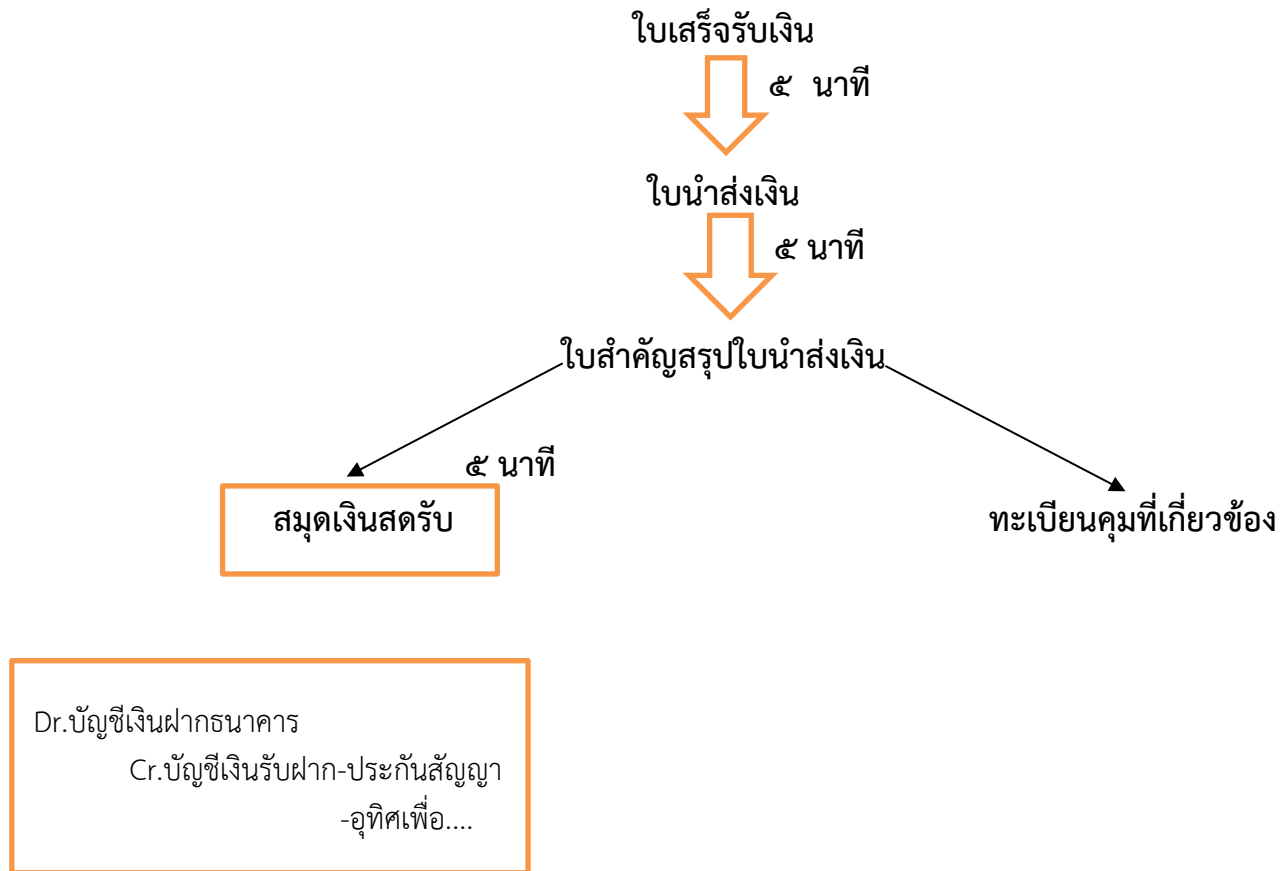 ใบเสร็จรับเงิน
๕ นาที
ใบนำส่งเงิน
๕ นาที
ใบสำคัญสรุปใบนำส่งเงิน
๕ นาที
สมุดเงินสดรับ
ทะเบียนคุมที่เกี่ยวข้อง
Dr.บัญชีเงินฝากธนาคาร
Cr.บัญชีเงินรับฝาก-ประกันสัญญา
-อุทิศเพื่อ....